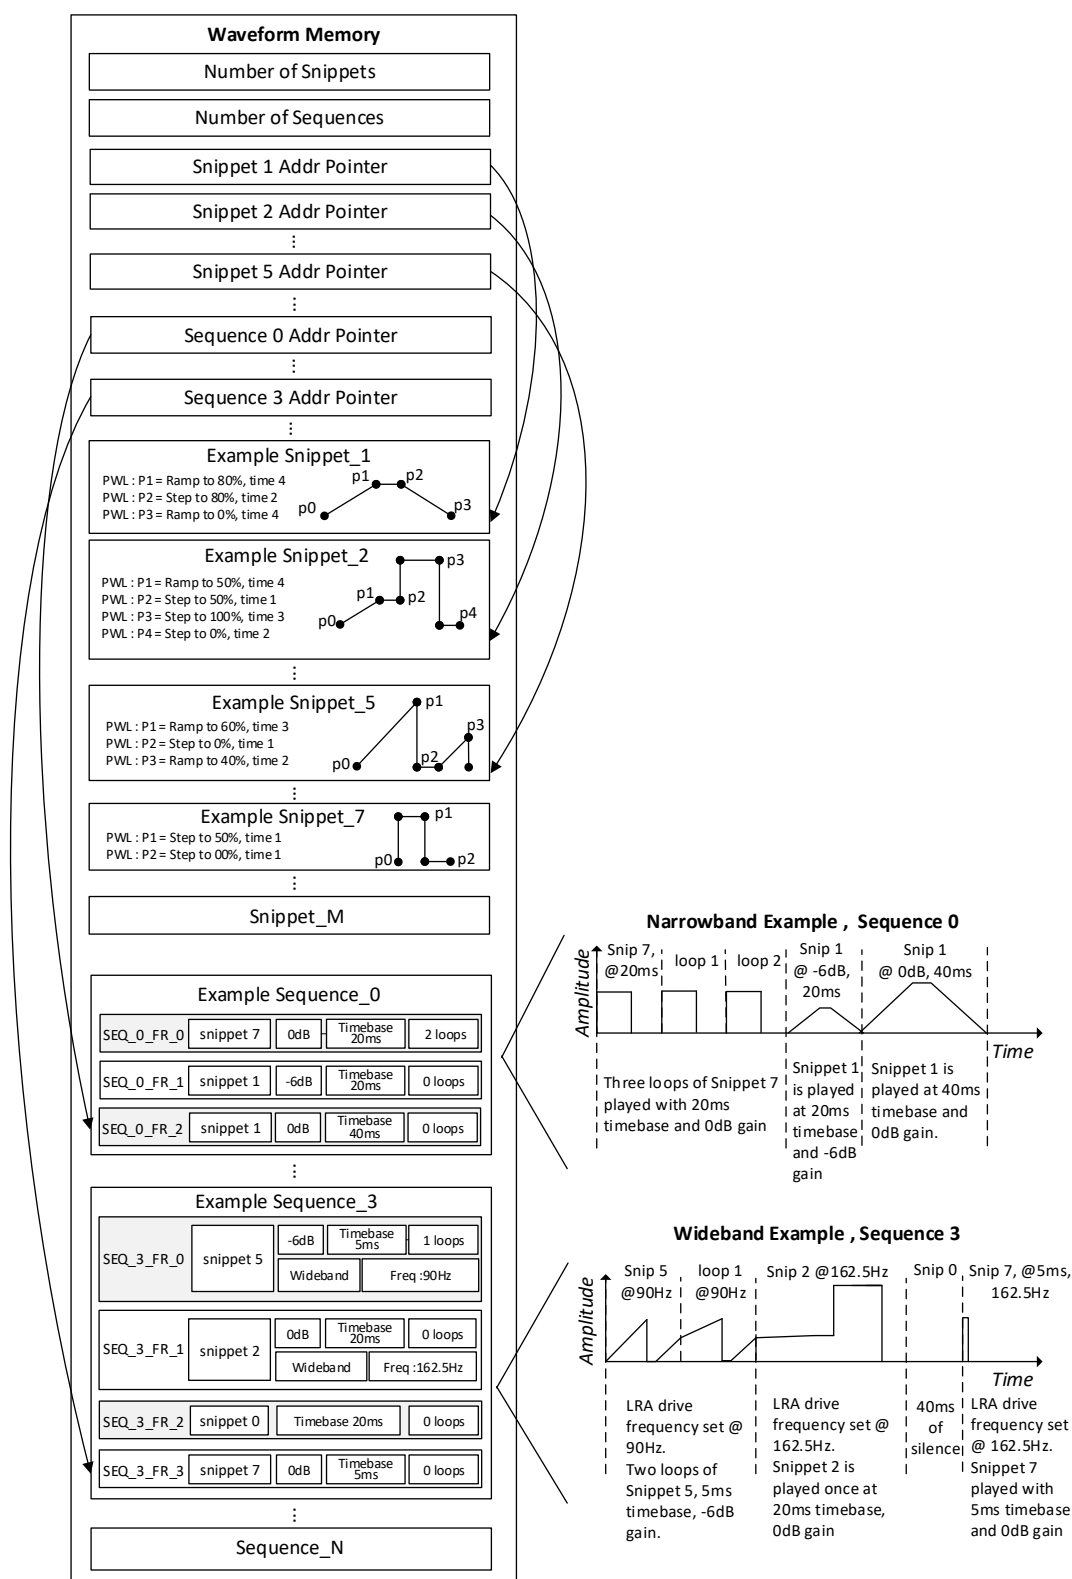 Waveform Memory
Number of Snippets
Number of Sequences
Snippet 1 Addr Pointer
Snippet 2 Addr Pointer
Snippet 5 Addr Pointer
Sequence 0 Addr Pointer
Sequence 3 Addr Pointer
Example Snippet_1
PWL : P1 = Ramp to 80%, time 4
PWL : P2 = Step to 80%, time 2
PWL : P3 = Ramp to 0%, time 4
p0
p1
p2
p3
Example Snippet_2
PWL : P1 = Ramp to 50%, time 4
PWL : P2 = Step to 50%, time 1
PWL : P3 = Step to 100%, time 3
PWL : P4 = Step to 0%, time 2
p0
p1
p2
p3
p4
Example Snippet_5
PWL : P1 = Ramp to 60%, time 3
PWL : P2 = Step to 0%, time 1
PWL : P3 = Ramp to 40%, time 2
p0
p1
p2
p3
Example Snippet_7
PWL : P1 = Step to 50%, time 1
PWL : P2 = Step to 00%, time 1
p0
p1
p2
Snippet_M
Example Sequence_0
SEQ_0_FR_0 snippet 7 0dB Timebase 20ms 2 loops
SEQ_0_FR_1 snippet 1 -6dB Timebase 20ms 0 loops
SEQ_0_FR_2 snippet 1 0dB Timebase 40ms 0 loops
Example Sequence_3
SEQ_3_FR_0 snippet 5 -6dB Timebase 5ms 1 loops
Wideband Freq :90Hz
SEQ_3_FR_1 snippet 2 0dB Timebase 20ms 0 loops
Wideband Freq :162.5Hz
SEQ_3_FR_2 snippet 0 Timebase 20ms 0 loops
SEQ_3_FR_3 snippet 7 0dB Timebase 5ms 0 loops
Sequence_N
Narrowband Example , Sequence 0
Amplitude
Snip 7,
@20ms
loop 1
loop 2
Snip 1
@ -6dB,
20ms
Snip 1
@ 0dB, 40ms
Time
Three loops of Snippet 7
played with 20ms
timebase and 0dB gain
Snippet 1
is played
at 20ms
timebase
and -6dB
gain
Snippet 1 is
played at 40ms
timebase and
0dB gain.
Wideband Example , Sequence 3
Amplitude
Snip 5
@90Hz
loop 1
@90Hz
Snip 2 @162.5Hz
Snip 0
Snip 7, @5ms,
162.5Hz
Time
LRA drive
frequency set @
90Hz.
Two loops of
Snippet 5, 5ms
timebase, -6dB
gain.
LRA drive
frequency set @
162.5Hz.
Snippet 2 is
played once at
20ms timebase,
0dB gain
40ms
of
silence
LRA drive
frequency set
@ 162.5Hz.
Snippet 7
played with
5ms timebase
and 0dB gain